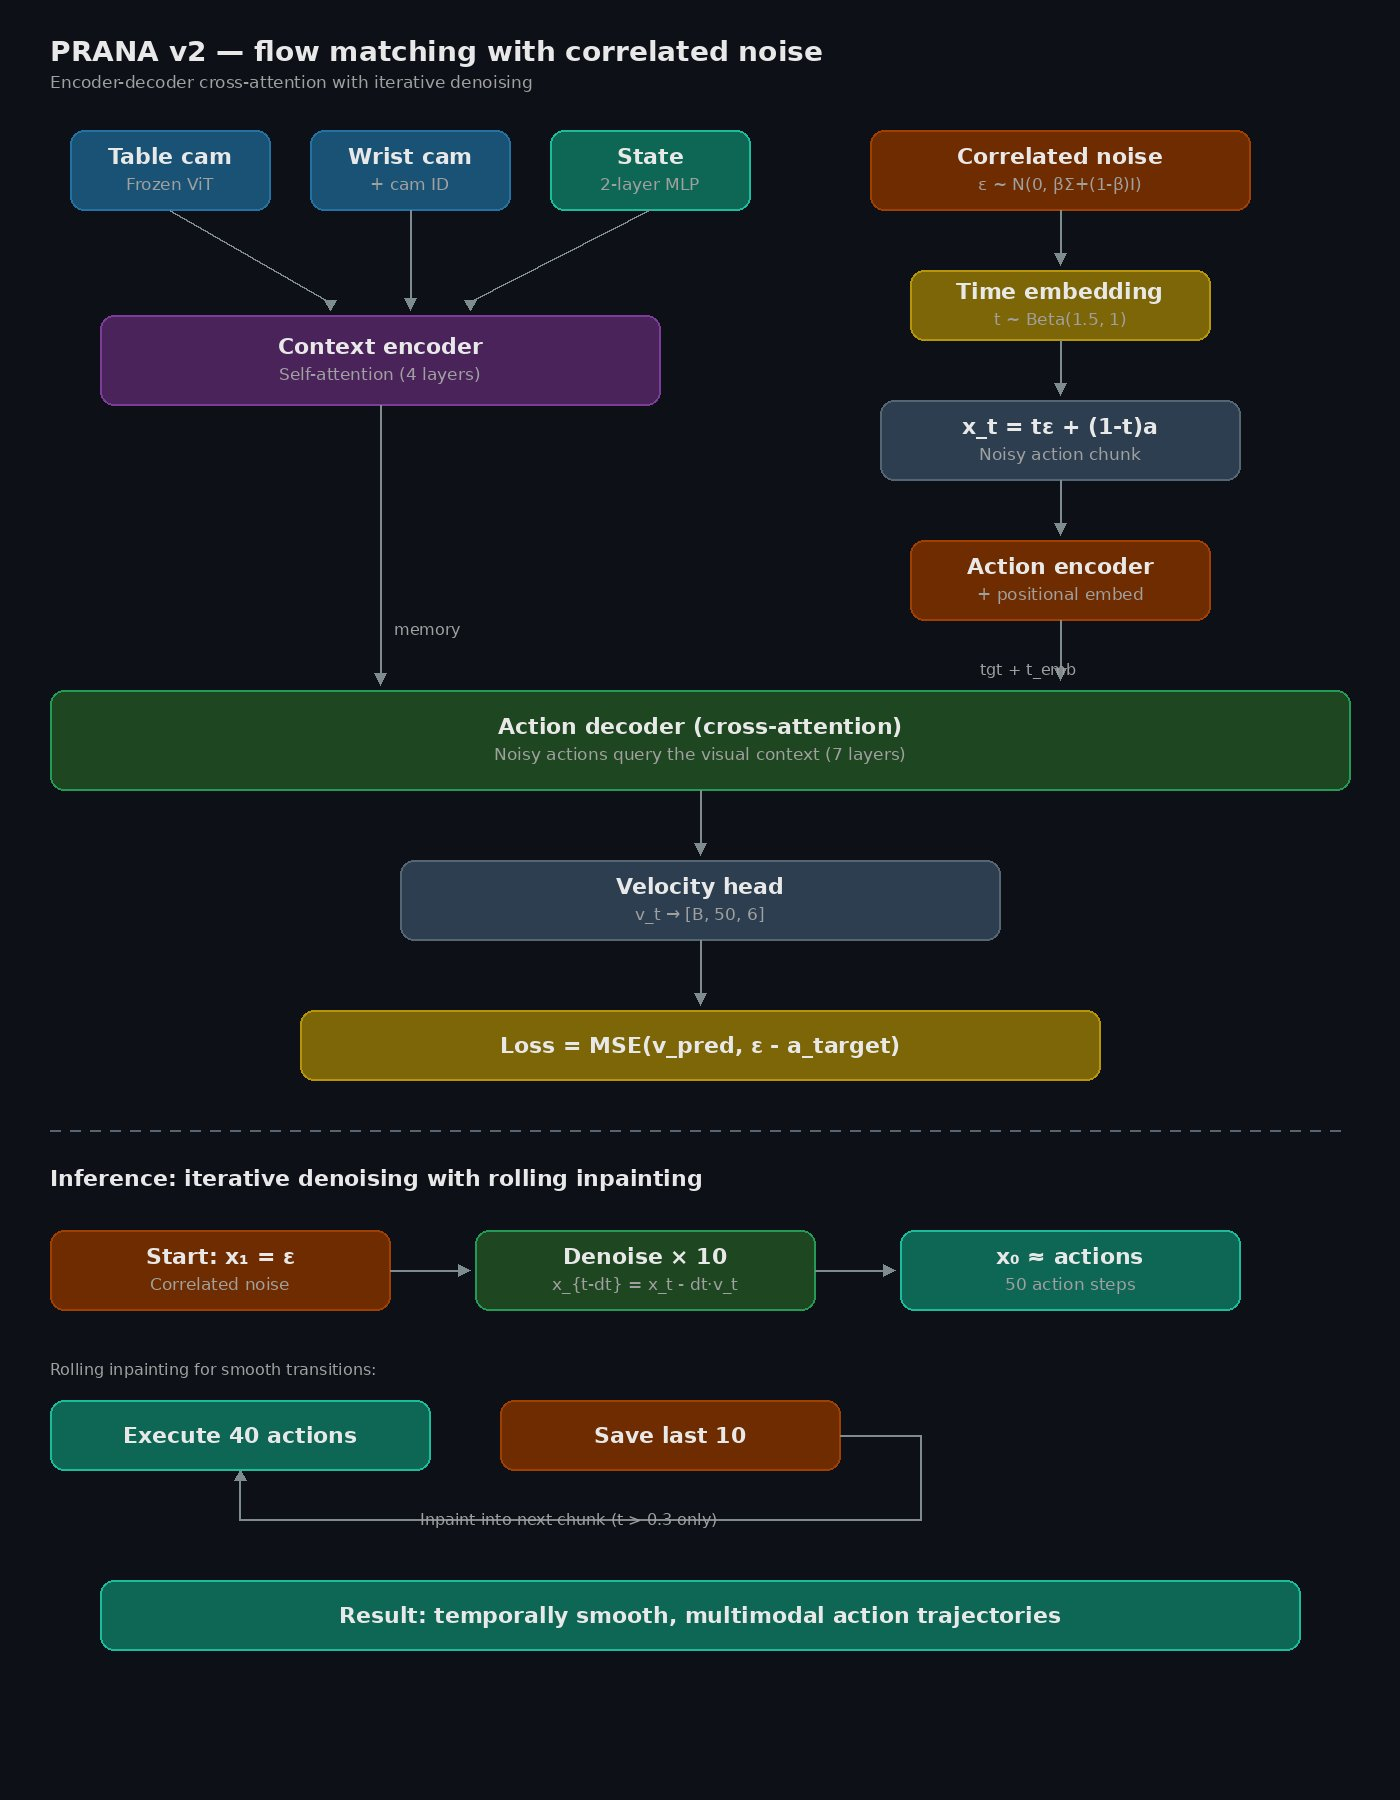 PRANA v2 — flow matching with correlated noise
Encoder-decoder cross-attention with iterative denoising
Table cam
Frozen ViT
Wrist cam
+ cam ID
State
2-layer MLP
Correlated noise
ε ~ N(0, βΣ+(1-β)I)
Time embedding
t ~ Beta(1.5, 1)
Context encoder
Self-attention (4 layers)
x_t = tε + (1-t)a
Noisy action chunk
Action encoder
+ positional embed
memory
tgt + t_emb
Action decoder (cross-attention)
Noisy actions query the visual context (7 layers)
Velocity head
v_t → [B, 50, 6]
Loss = MSE(v_pred, ε - a_target)
Inference: iterative denoising with rolling inpainting
Start: x₁ = ε
Correlated noise
Denoise × 10
x_{t-dt} = x_t - dt·v_t
x₀ ≈ actions
50 action steps
Rolling inpainting for smooth transitions:
Execute 40 actions
Save last 10
Inpaint into next chunk (t > 0.3 only)
Result: temporally smooth, multimodal action trajectories